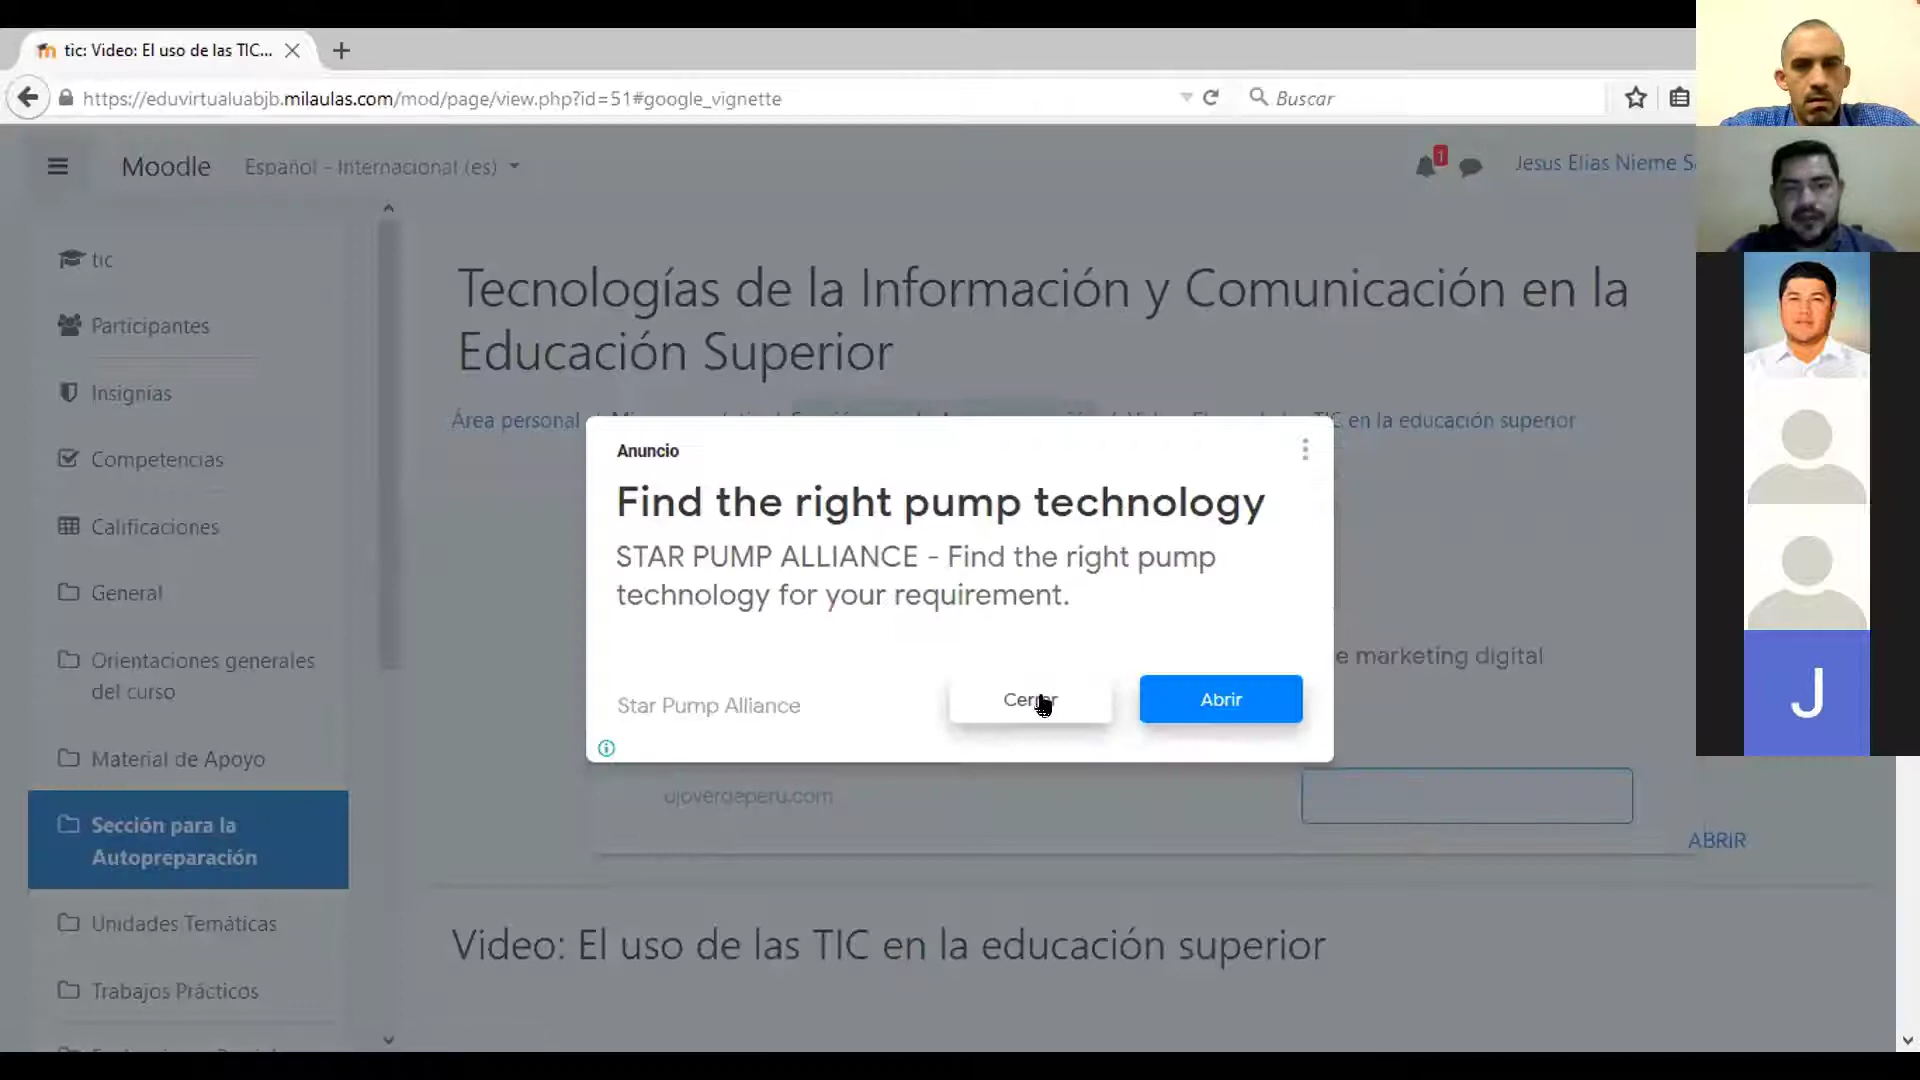 tic: Video: El uso de las TIC...
https://eduvirtualuabjb.milaulas.com/mod/page/view.php?id=51#google_vignette
Buscar
Moodle
Español - Internacional (es)
1
Jesus Elias Nieme
tic
Participantes
Insignias
Competencias
Calificaciones
General
Orientaciones generales
del curso
Material de Apoyo
Sección para la
Autopreparación
Unidades Temáticas
Trabajos Prácticos
Tecnologías de la Información y Comunicación en la
Educación Superior
Área personal
en la educación superior
Anuncio
Find the right pump technology
STAR PUMP ALLIANCE - Find the right pump
technology for your requirement.
Star Pump Alliance
Cerrar
Abrir
e marketing digital
ojoverdeperu.com
ABRIR
Video: El uso de las TIC en la educación superior
J